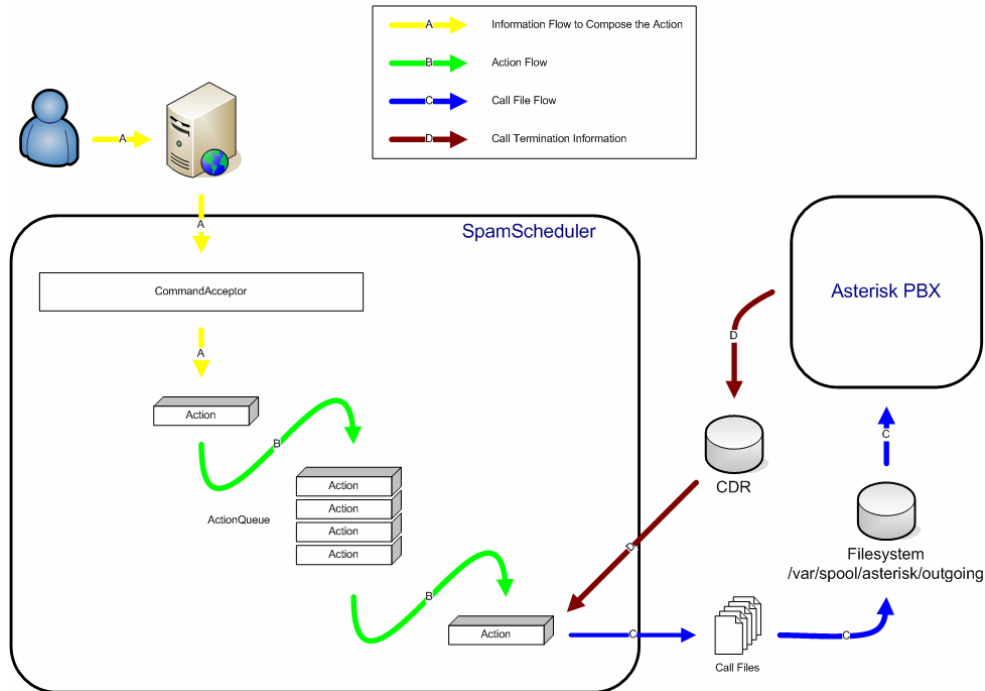 A Information Flow to Compose the Action
B Action Flow
C Call File Flow
D Call Termination Information
A
A
SpamScheduler
CommandAcceptor
Asterisk PBX
A
D
Action
B
C
Action
Action
Action
Action
ActionQueue
CDR
D
Filesystem
/var/spool/asterisk/outgoing
B
Action
C
C
Call Files